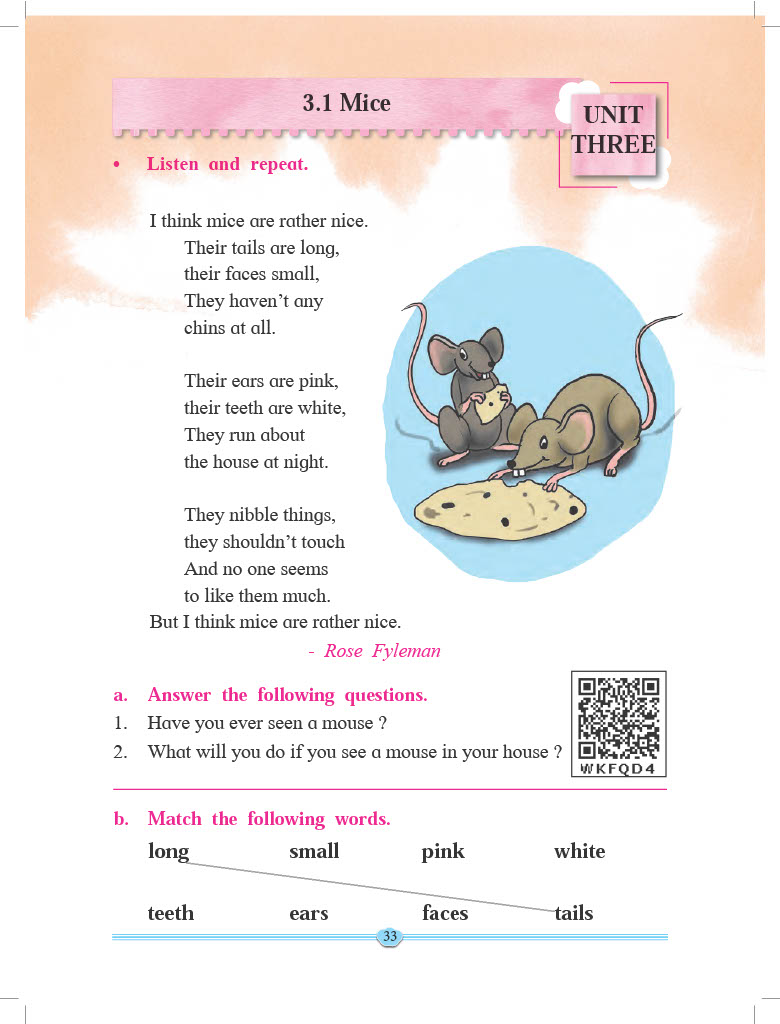 3.1 Mice
UNIT
THREE
• Listen and repeat.
I think mice are rather nice.
Their tails are long,
their faces small,
They haven't any
chins at all.
Their ears are pink,
their teeth are white,
They run about
the house at night.
They nibble things,
they shouldn't touch
And no one seems
to like them much.
But I think mice are rather nice.
- Rose Fyleman
a. Answer the following questions.
1. Have you ever seen a mouse ?
2. What will you do if you see a mouse in your house ?
WKFQD4
b. Match the following words.
long small pink white
teeth ears faces tails
33